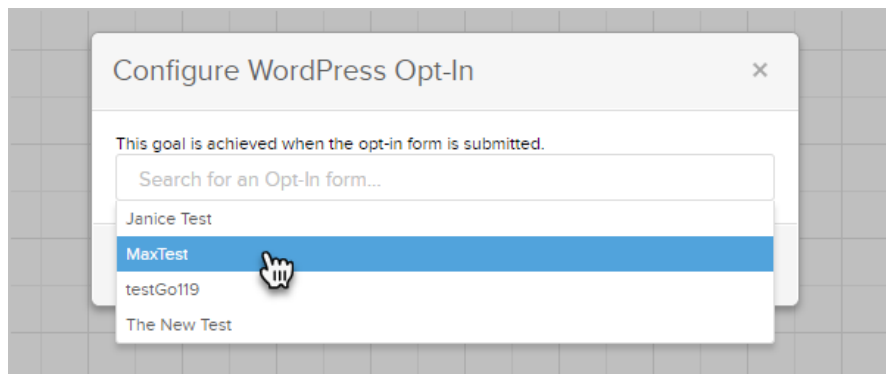 Configure WordPress Opt-In
×
This goal is achieved when the opt-in form is submitted.
Search for an Opt-In form...
Janice Test
MaxTest
testGo119
The New Test